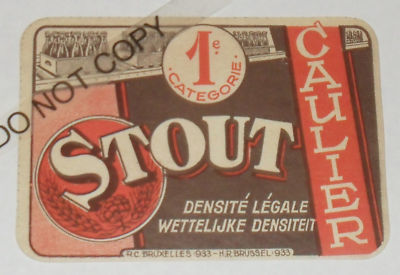 DO NOT COPY
1e
CATEGORIE
STOUT
CAULIER
DENSITÉ LÉGALE
WETTELIJKE DENSITEIT
R.C. BRUXELLES-933-H.R. BRUSSEL-933